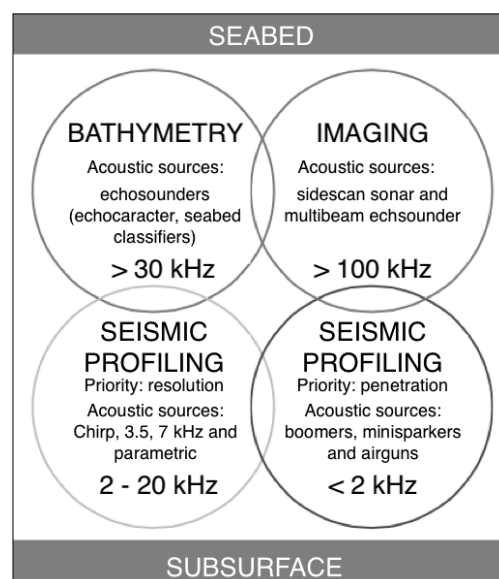 SEABED
BATHYMETRY
Acoustic sources:
echosounders
(echocaracter, seabed
classifiers)
> 30 kHz
IMAGING
Acoustic sources:
sidescan sonar and
multibeam echsounder
> 100 kHz
SEISMIC
PROFILING
Priority: resolution
Acoustic sources:
Chirp, 3.5, 7 kHz and
parametric
2 - 20 kHz
SEISMIC
PROFILING
Priority: penetration
Acoustic sources:
boomers, minisparkers
and airguns
< 2 kHz
SUBSURFACE